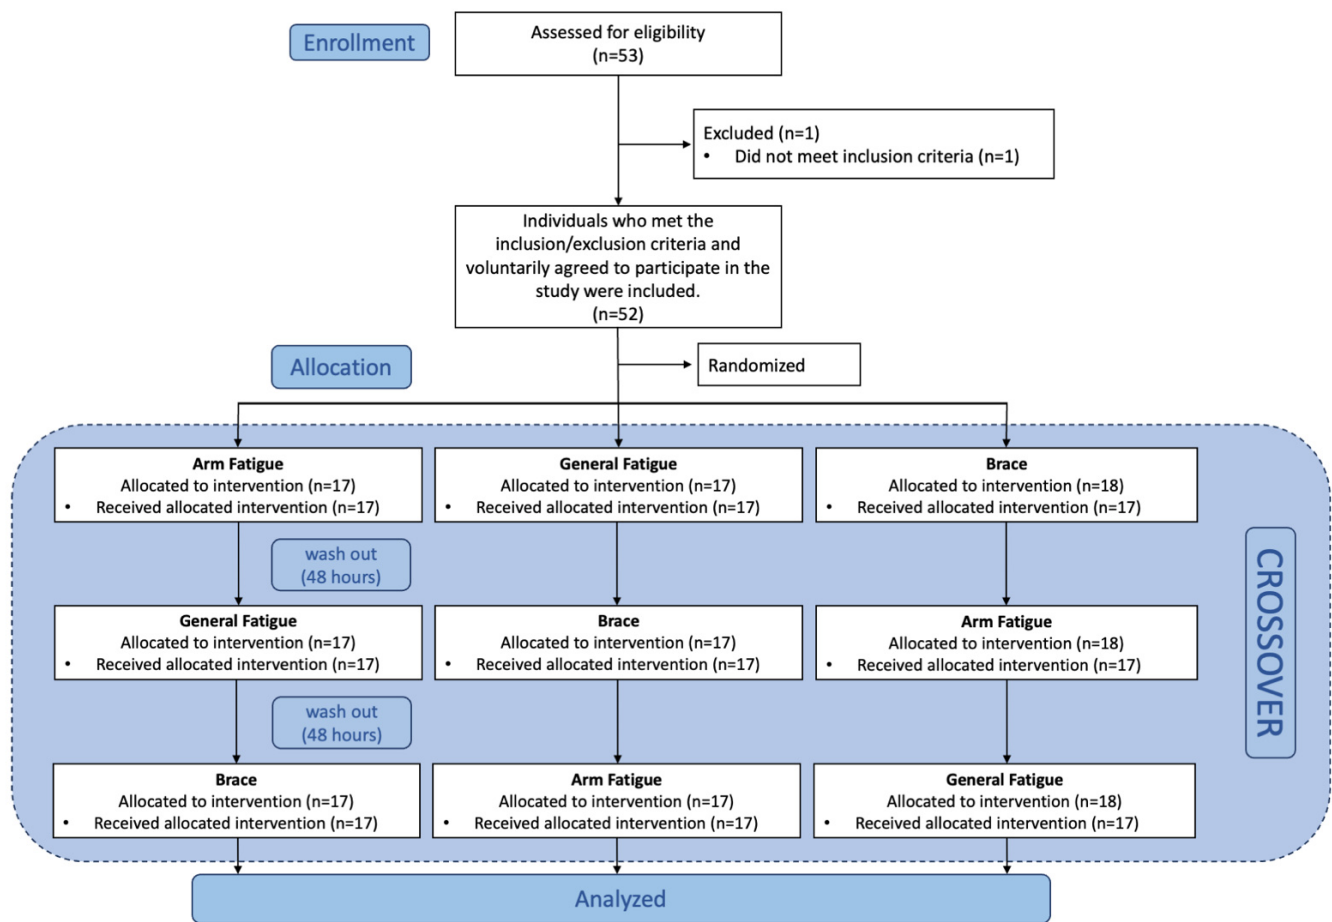 Enrollment
Assessed for eligibility
(n=53)
Excluded (n=1)
• Did not meet inclusion criteria (n=1)
Individuals who met the
inclusion/exclusion criteria and
voluntarily agreed to participate in the
study were included.
(n=52)
Allocation
Randomized
Arm Fatigue
Allocated to intervention (n=17)
• Received allocated intervention (n=17)
General Fatigue
Allocated to intervention (n=17)
• Received allocated intervention (n=17)
Brace
Allocated to intervention (n=18)
• Received allocated intervention (n=17)
wash out
(48 hours)
General Fatigue
Allocated to intervention (n=17)
• Received allocated intervention (n=17)
Brace
Allocated to intervention (n=17)
• Received allocated intervention (n=17)
Arm Fatigue
Allocated to intervention (n=18)
• Received allocated intervention (n=17)
CROSSOVER
wash out
(48 hours)
Brace
Allocated to intervention (n=17)
• Received allocated intervention (n=17)
Arm Fatigue
Allocated to intervention (n=17)
• Received allocated intervention (n=17)
General Fatigue
Allocated to intervention (n=18)
• Received allocated intervention (n=17)
Analyzed